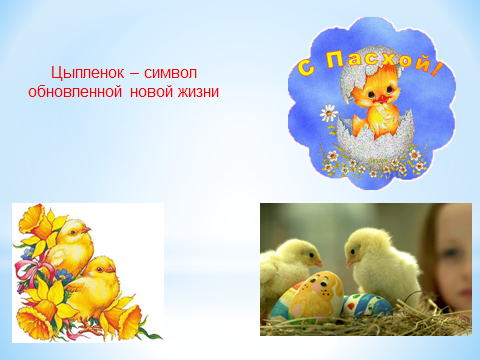 Цыпленок – символ
обновленной новой жизни
С Пасхой!